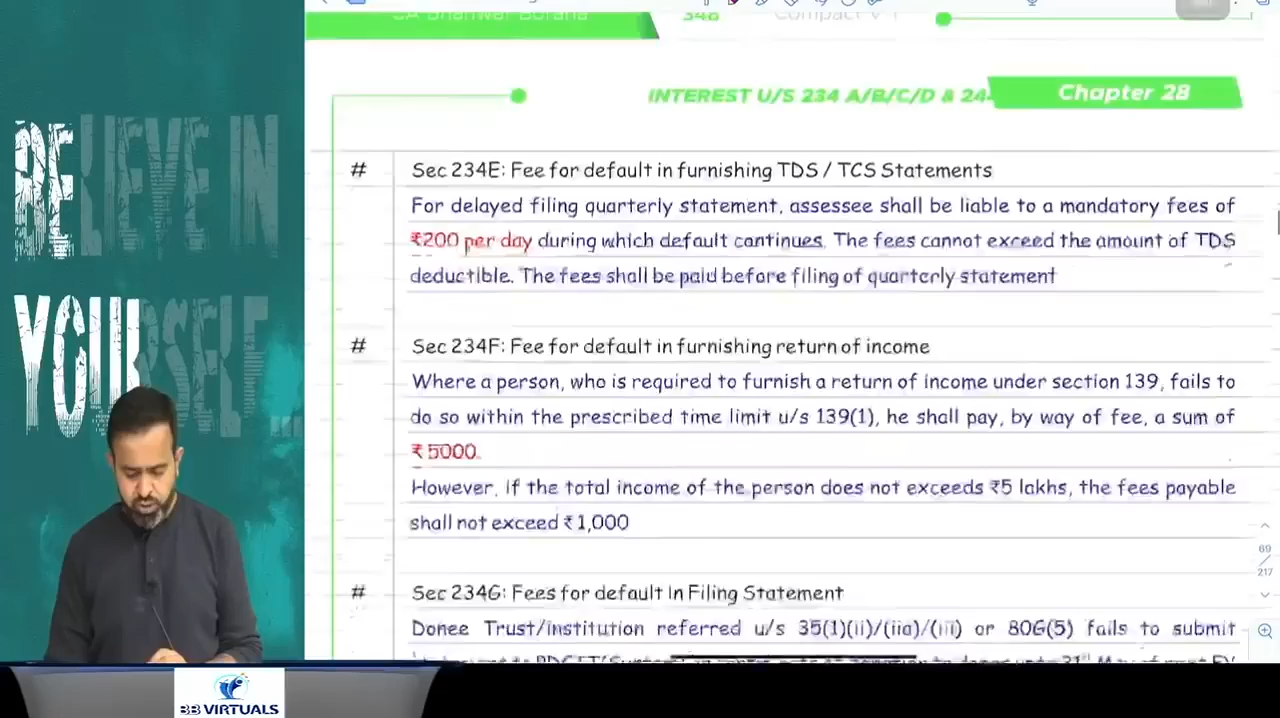 348
Compact V-1
INTEREST U/S 234 A/B/C/D & 24
Chapter 28
BELIEVE IN
YOURSELF...
# Sec 234E: Fee for default in furnishing TDS / TCS Statements
For delayed filing quarterly statement, assessee shall be liable to a mandatory fees of
₹200 per day during which default continues. The fees cannot exceed the amount of TDS
deductible. The fees shall be paid before filing of quarterly statement
# Sec 234F: Fee for default in furnishing return of income
Where a person, who is required to furnish a return of income under section 139, fails to
do so within the prescribed time limit u/s 139(1), he shall pay, by way of fee, a sum of
₹ 5000.
However, if the total income of the person does not exceeds ₹5 lakhs, the fees payable
shall not exceed ₹ 1,000
69
217
# Sec 234G: Fees for default in Filing Statement
Donee Trust/institution referred u/s 35(1)(ii)/(iia)/(iii) or 80G(5) fails to submit
BB VIRTUALS